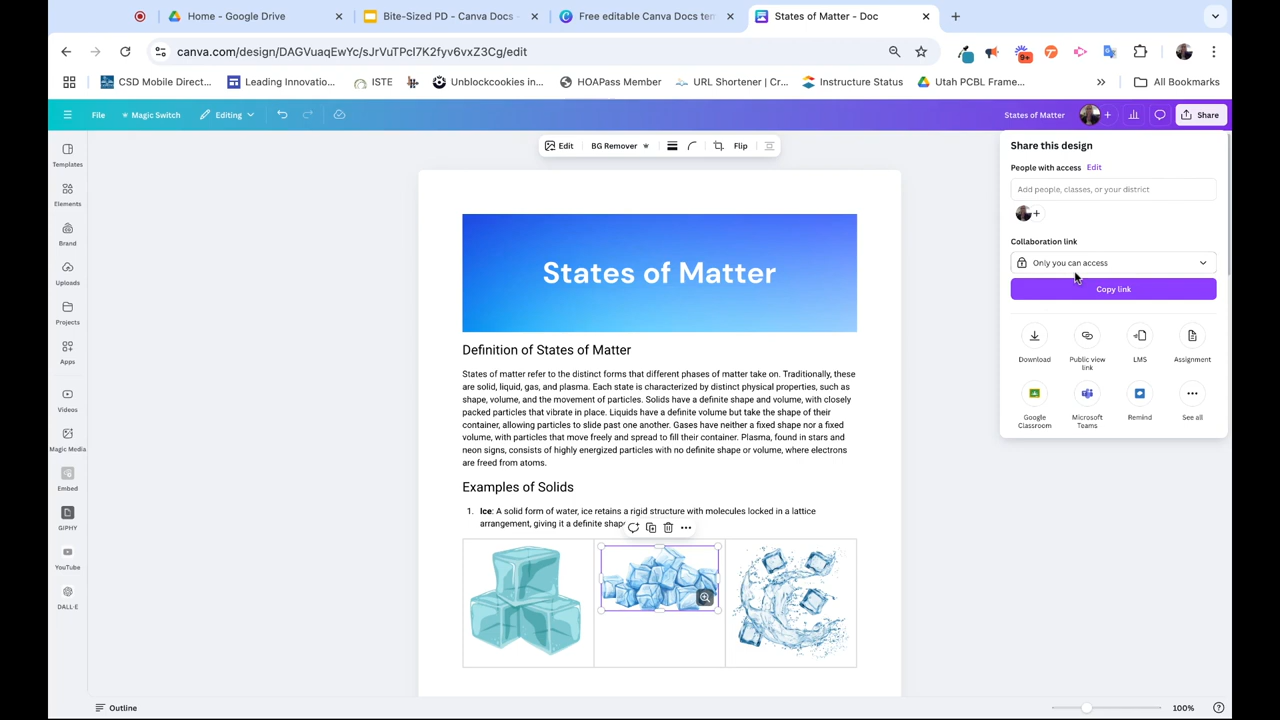 Home - Google Drive
Bite-Sized PD - Canva Docs -
Free editable Canva Docs tem
States of Matter - Doc
canva.com/design/DAGVuaqEwYc/sJrVuTPcl7K2fyv6vxZ3Cg/edit
9+
CSD Mobile Direct...
Leading Innovatio...
ISTE
Unblockcookies in...
HOAPass Member
URL Shortener | Cr...
Instructure Status
Utah PCBL Frame...
All Bookmarks
File
Magic Switch
Editing
States of Matter
Share
Templates
Elements
Brand
Uploads
Projects
Apps
Videos
Magic Media
Embed
GIPHY
YouTube
DALL·E
Edit
BG Remover
Flip
States of Matter
Definition of States of Matter
States of matter refer to the distinct forms that different phases of matter take on. Traditionally, these
are solid, liquid, gas, and plasma. Each state is characterized by distinct physical properties, such as
shape, volume, and the movement of particles. Solids have a definite shape and volume, with closely
packed particles that vibrate in place. Liquids have a definite volume but take the shape of their
container, allowing particles to slide past one another. Gases have neither a fixed shape nor a fixed
volume, with particles that move freely and spread to fill their container. Plasma, found in stars and
neon signs, consists of highly energized particles with no definite shape or volume, where electrons
are freed from atoms.
Examples of Solids
1. Ice: A solid form of water, ice retains a rigid structure with molecules locked in a lattice
arrangement, giving it a definite shap
Share this design
People with access Edit
Add people, classes, or your district
Collaboration link
Only you can access
Copy link
Download
Public view
link
LMS
Assignment
Google
Classroom
Microsoft
Teams
Remind
See all
Outline
100%